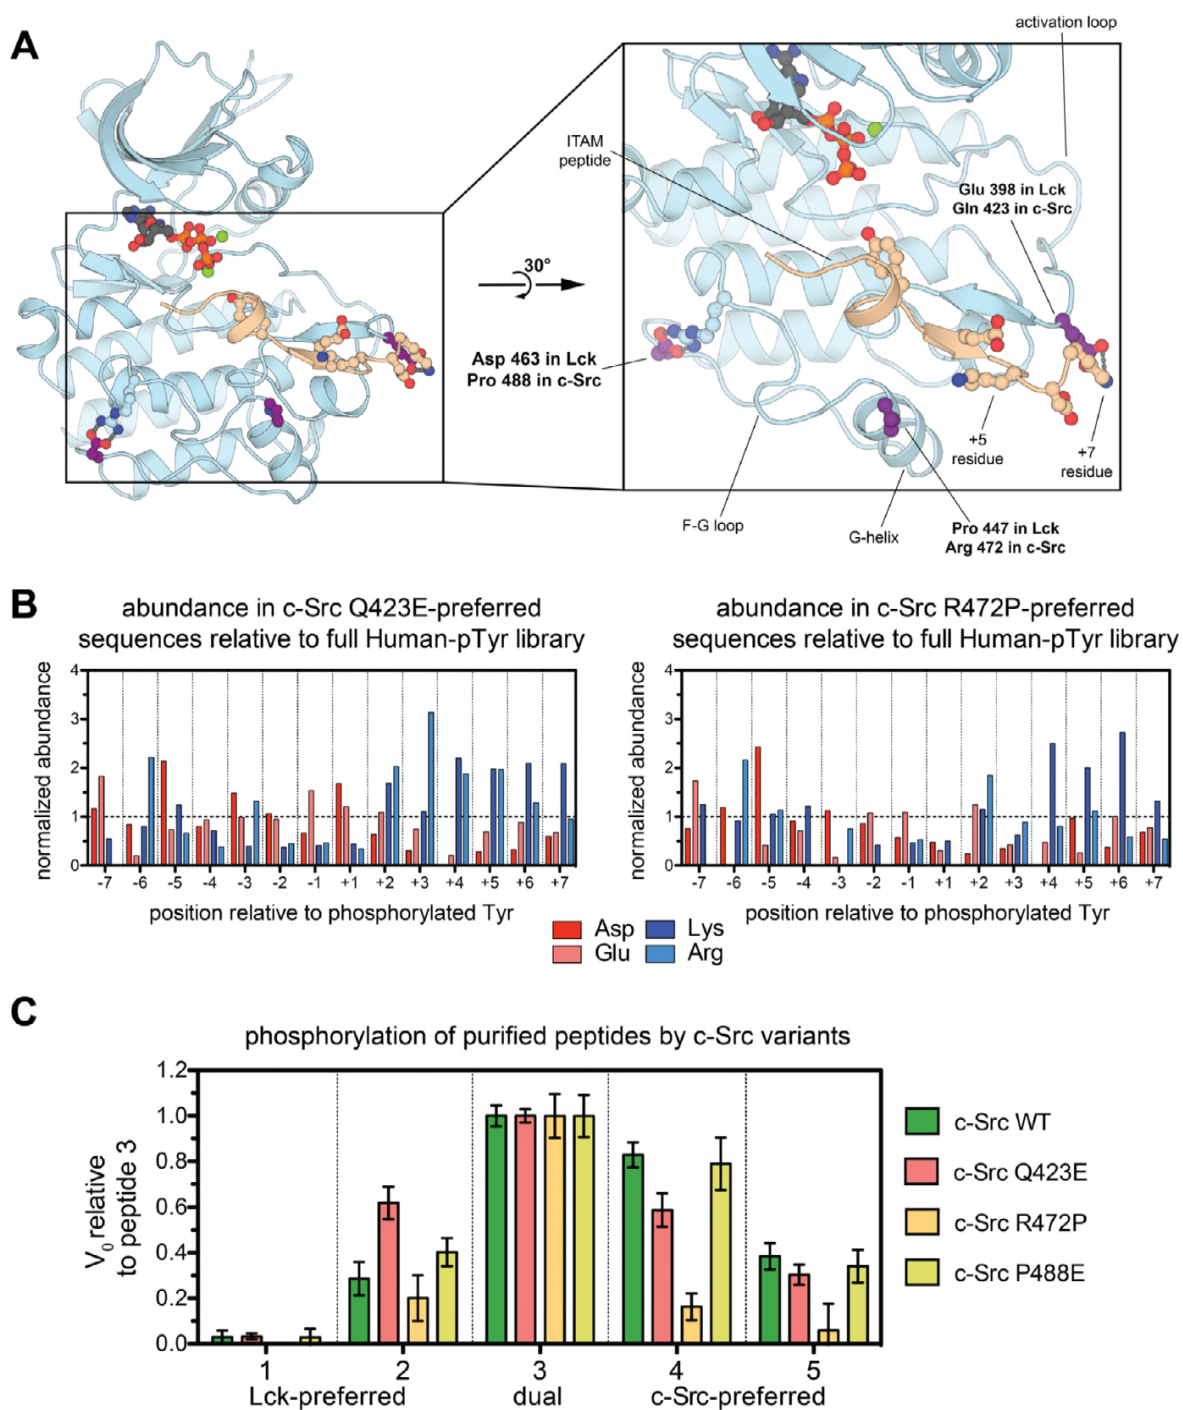 A
activation loop
ITAM
peptide
Glu 398 in Lck
Gln 423 in c-Src
30°
Asp 463 in Lck
Pro 488 in c-Src
+5
residue
+7
residue
F-G loop
G-helix
Pro 447 in Lck
Arg 472 in c-Src
B
abundance in c-Src Q423E-preferred
sequences relative to full Human-pTyr library
normalized abundance
4
3
2
1
0
-7 -6 -5 -4 -3 -2 -1 +1 +2 +3 +4 +5 +6 +7
position relative to phosphorylated Tyr
abundance in c-Src R472P-preferred
sequences relative to full Human-pTyr library
normalized abundance
4
3
2
1
0
-7 -6 -5 -4 -3 -2 -1 +1 +2 +3 +4 +5 +6 +7
position relative to phosphorylated Tyr
Asp Lys
Glu Arg
C
phosphorylation of purified peptides by c-Src variants
V0 relative
to peptide 3
1.2
1.0
0.8
0.6
0.4
0.2
0.0
1 2 3 4 5
Lck-preferred dual c-Src-preferred
c-Src WT
c-Src Q423E
c-Src R472P
c-Src P488E